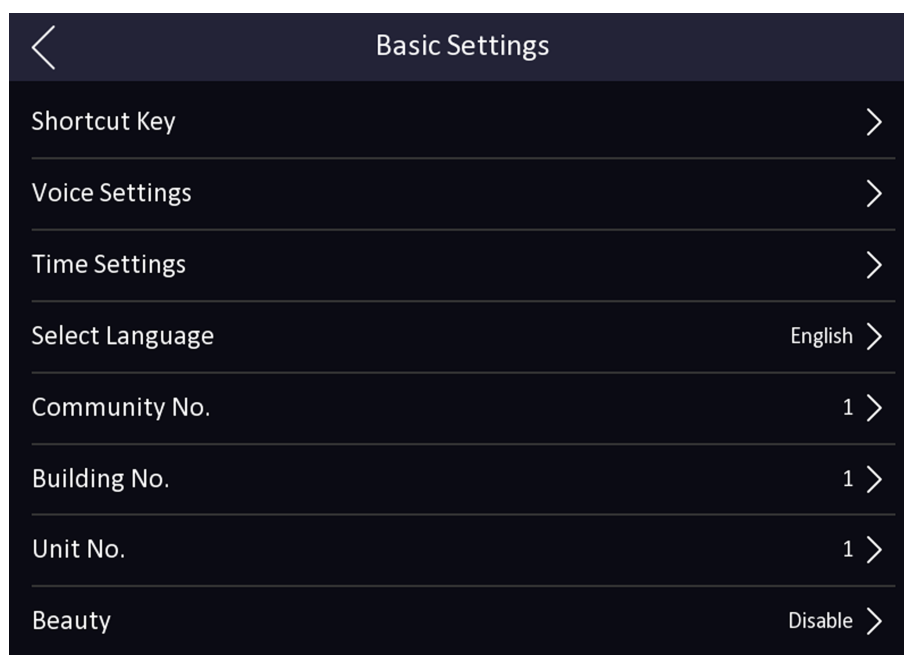 Basic Settings
Shortcut Key
Voice Settings
Time Settings
Select Language English
Community No. 1
Building No. 1
Unit No. 1
Beauty Disable